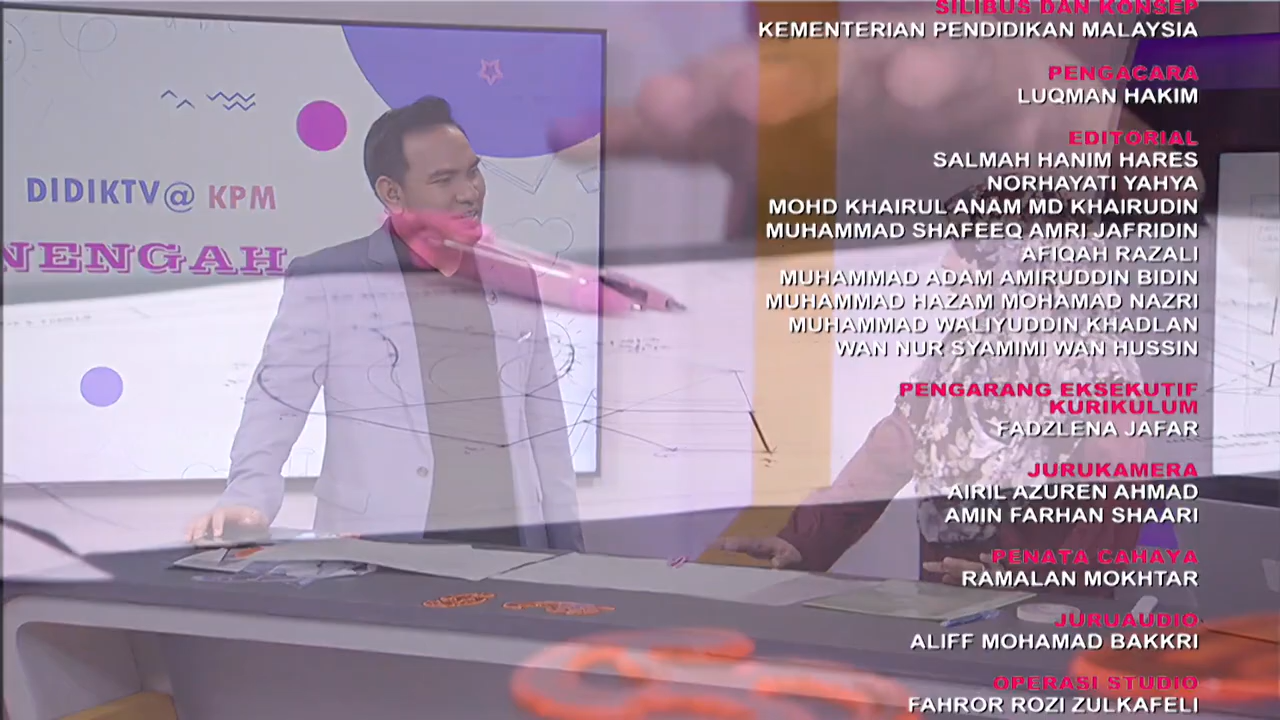 DIDIKTV@ KPM
NENGAH
SILIBUS DAN KONSEP
KEMENTERIAN PENDIDIKAN MALAYSIA
PENGACARA
LUQMAN HAKIM
EDITORIAL
SALMAH HANIM HARES
NORHAYATI YAHYA
MOHD KHAIRUL ANAM MD KHAIRUDIN
MUHAMMAD SHAFEEQ AMRI JAFRIDIN
AFIQAH RAZALI
MUHAMMAD ADAM AMIRUDDIN BIDIN
MUHAMMAD HAZAM MOHAMAD NAZRI
MUHAMMAD WALIYUDDIN KHADLAN
WAN NUR SYAMIMI WAN HUSSIN
PENGARANG EKSEKUTIF
KURIKULUM
FADZLENA JAFAR
JURUKAMERA
AIRIL AZUREN AHMAD
AMIN FARHAN SHAARI
PENATA CAHAYA
RAMALAN MOKHTAR
JURUAUDIO
ALIFF MOHAMAD BAKKRI
OPERASI STUDIO
FAHROR ROZI ZULKAFELI